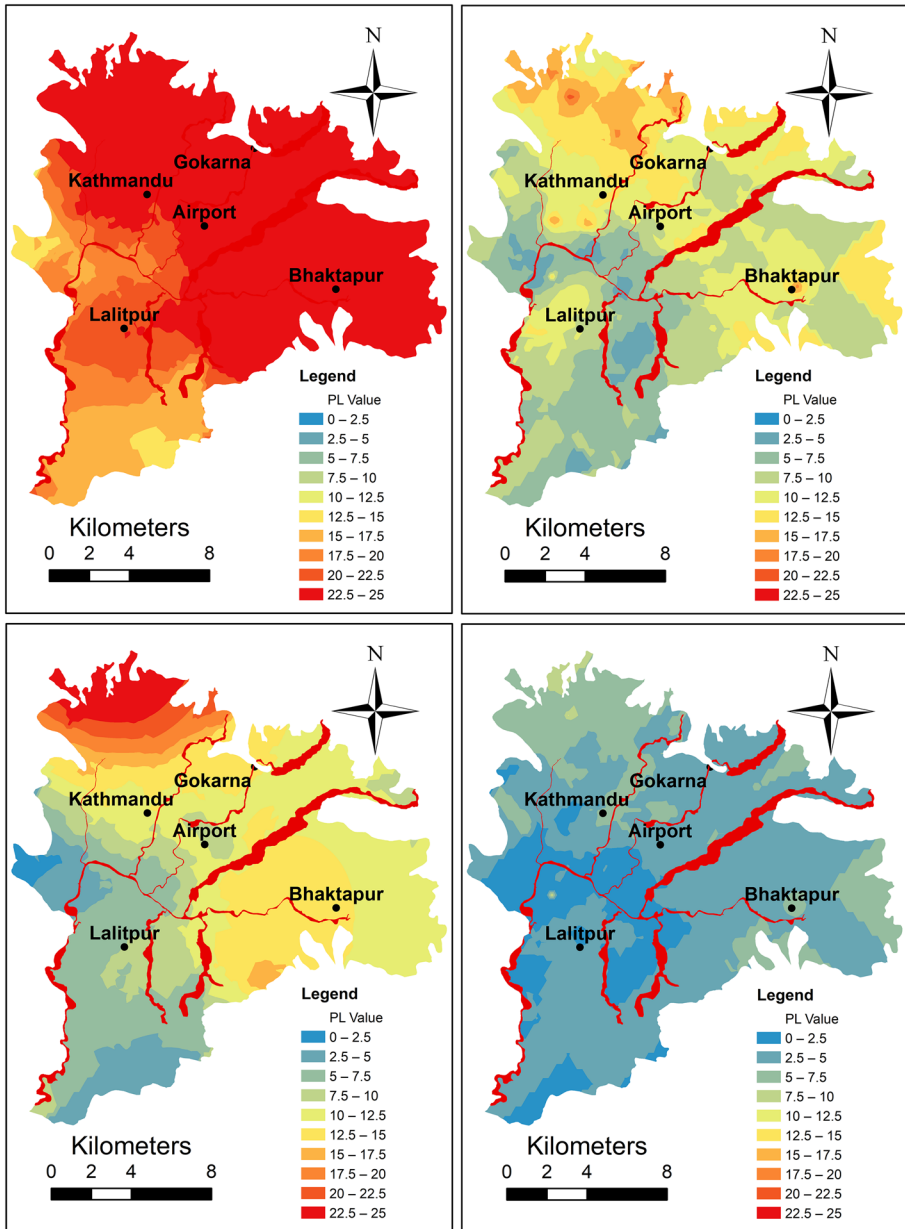 N
Gokarna
Kathmandu
Airport
Bhaktapur
Lalitpur
Legend
PL Value
0 – 2.5
2.5 – 5
5 – 7.5
7.5 – 10
10 – 12.5
12.5 – 15
15 – 17.5
17.5 – 20
20 – 22.5
22.5 – 25
Kilometers
0 2 4 8
N
Gokarna
Kathmandu
Airport
Bhaktapur
Lalitpur
Legend
PL Value
0 – 2.5
2.5 – 5
5 – 7.5
7.5 – 10
10 – 12.5
12.5 – 15
15 – 17.5
17.5 – 20
20 – 22.5
22.5 – 25
Kilometers
0 2 4 8
N
Gokarna
Kathmandu
Airport
Bhaktapur
Lalitpur
Legend
PL Value
0 – 2.5
2.5 – 5
5 – 7.5
7.5 – 10
10 – 12.5
12.5 – 15
15 – 17.5
17.5 – 20
20 – 22.5
22.5 – 25
Kilometers
0 2 4 8
N
Gokarna
Kathmandu
Airport
Bhaktapur
Lalitpur
Legend
PL Value
0 – 2.5
2.5 – 5
5 – 7.5
7.5 – 10
10 – 12.5
12.5 – 15
15 – 17.5
17.5 – 20
20 – 22.5
22.5 – 25
Kilometers
0 2 4 8